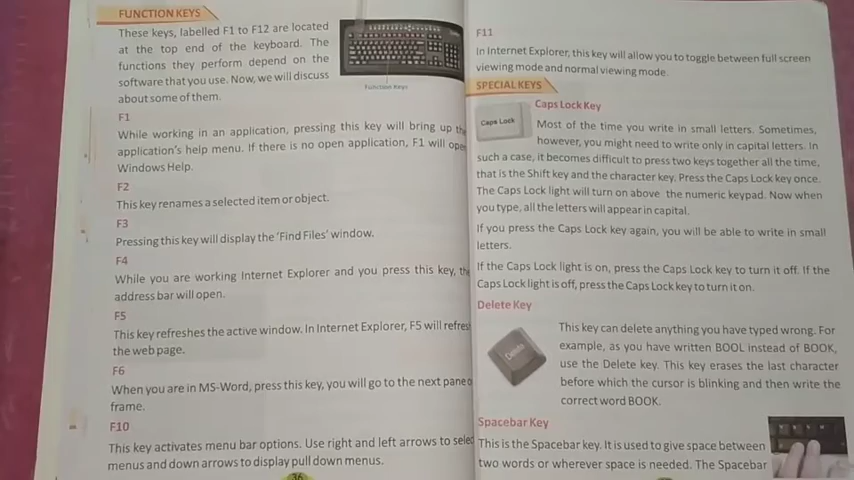 FUNCTION KEYS
These keys, labelled F1 to F12 are located
at the top end of the keyboard. The
functions they perform depend on the
software that you use. Now, we will discuss
about some of them.
Function Keys
F1
While working in an application, pressing this key will bring up the
application's help menu. If there is no open application, F1 will open
Windows Help.
F2
This key renames a selected item or object.
F3
Pressing this key will display the 'Find Files' window.
F4
While you are working Internet Explorer and you press this key, the
address bar will open.
F5
This key refreshes the active window. In Internet Explorer, F5 will refres
the web page.
F6
When you are in MS-Word, press this key, you will go to the next pane o
frame.
F10
This key activates menu bar options. Use right and left arrows to selec
menus and down arrows to display pull down menus.
36
F11
In Internet Explorer, this key will allow you to toggle between full screen
viewing mode and normal viewing mode.
SPECIAL KEYS
Caps Lock Key
Caps Lock
Most of the time you write in small letters. Sometimes,
however, you might need to write only in capital letters. In
such a case, it becomes difficult to press two keys together all the time,
that is the Shift key and the character key. Press the Caps Lock key once.
The Caps Lock light will turn on above the numeric keypad. Now when
you type, all the letters will appear in capital.
If you press the Caps Lock key again, you will be able to write in small
letters.
If the Caps Lock light is on, press the Caps Lock key to turn it off. If the
Caps Lock light is off, press the Caps Lock key to turn it on.
Delete Key
Delete
This key can delete anything you have typed wrong. For
example, as you have written BOOL instead of BOOK,
use the Delete key. This key erases the last character
before which the cursor is blinking and then write the
correct word BOOK.
Spacebar Key
This is the Spacebar key. It is used to give space between
two words or wherever space is needed. The Spacebar